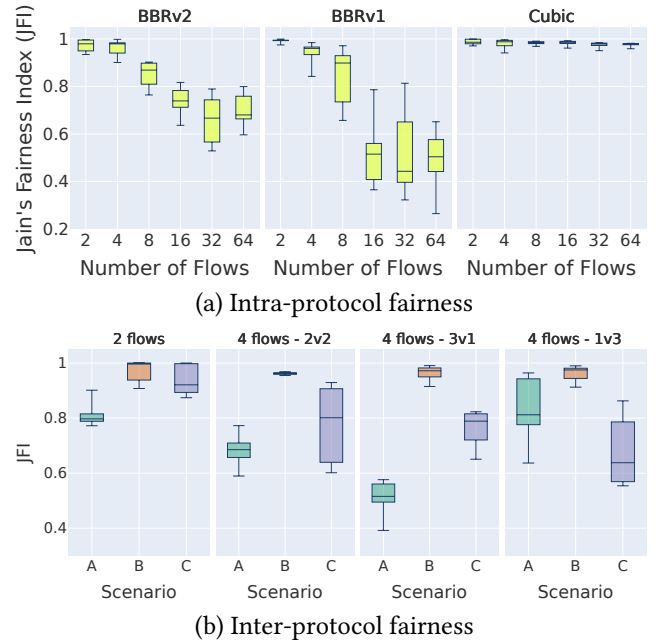 BBRv2 BBRv1 Cubic
Jain's Fairness Index (JFI)
1
0.8
0.6
0.4
0.2
2 4 8 16 32 64 2 4 8 16 32 64 2 4 8 16 32 64
Number of Flows Number of Flows Number of Flows
(a) Intra-protocol fairness
2 flows 4 flows - 2v2 4 flows - 3v1 4 flows - 1v3
JFI
1
0.8
0.6
0.4
A B C A B C A B C A B C
Scenario Scenario Scenario Scenario
(b) Inter-protocol fairness